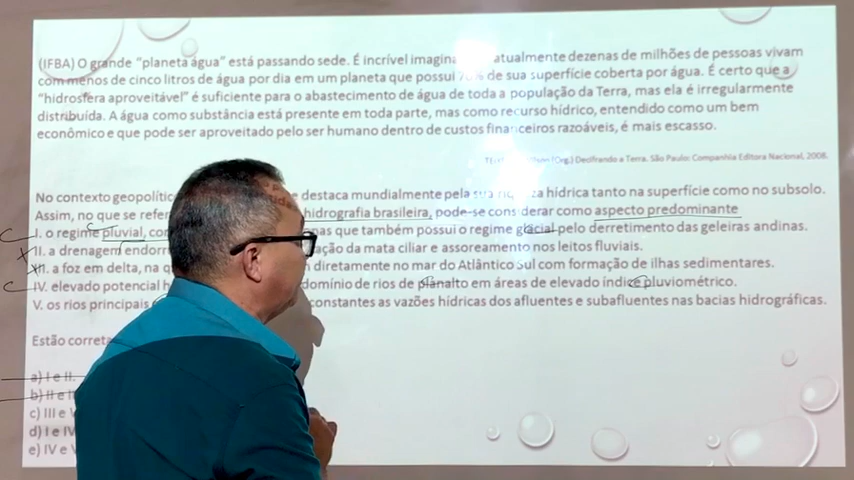 (IFBA) O grande “planeta água” está passando sede. É incrível imagina atualmente dezenas de milhões de pessoas vivam
com menos de cinco litros de água por dia em um planeta que possui 70% de sua superfície coberta por água. É certo que a
“hidrosfera aproveitável” é suficiente para o abastecimento de água de toda a população da Terra, mas ela é irregularmente
distribuída. A água como substância está presente em toda parte, mas como recurso hídrico, entendido como um bem
econômico e que pode ser aproveitado pelo ser humano dentro de custos financeiros razoáveis, é mais escasso.
(Org.) Decifrando a Terra. São Paulo: Companhia Editora Nacional, 2008.
No contexto geopolític e destaca mundialmente pela sua riqueza hídrica tanto na superfície como no subsolo.
Assim, no que se refer hidrografia brasileira, pode-se considerar como aspecto predominante
I. o regime pluvial, con nas que também possui o regime glacial pelo derretimento das geleiras andinas.
II. a drenagem endorr ação da mata ciliar e assoreamento nos leitos fluviais.
III. a foz em delta, na q diretamente no mar do Atlântico Sul com formação de ilhas sedimentares.
IV. elevado potencial h domínio de rios de planalto em áreas de elevado índice pluviométrico.
V. os rios principais constantes as vazões hídricas dos afluentes e subafluentes nas bacias hidrográficas.
Estão correta
a) I e II.
b) II e I
c) III e V
d) I e IV
e) IV e V